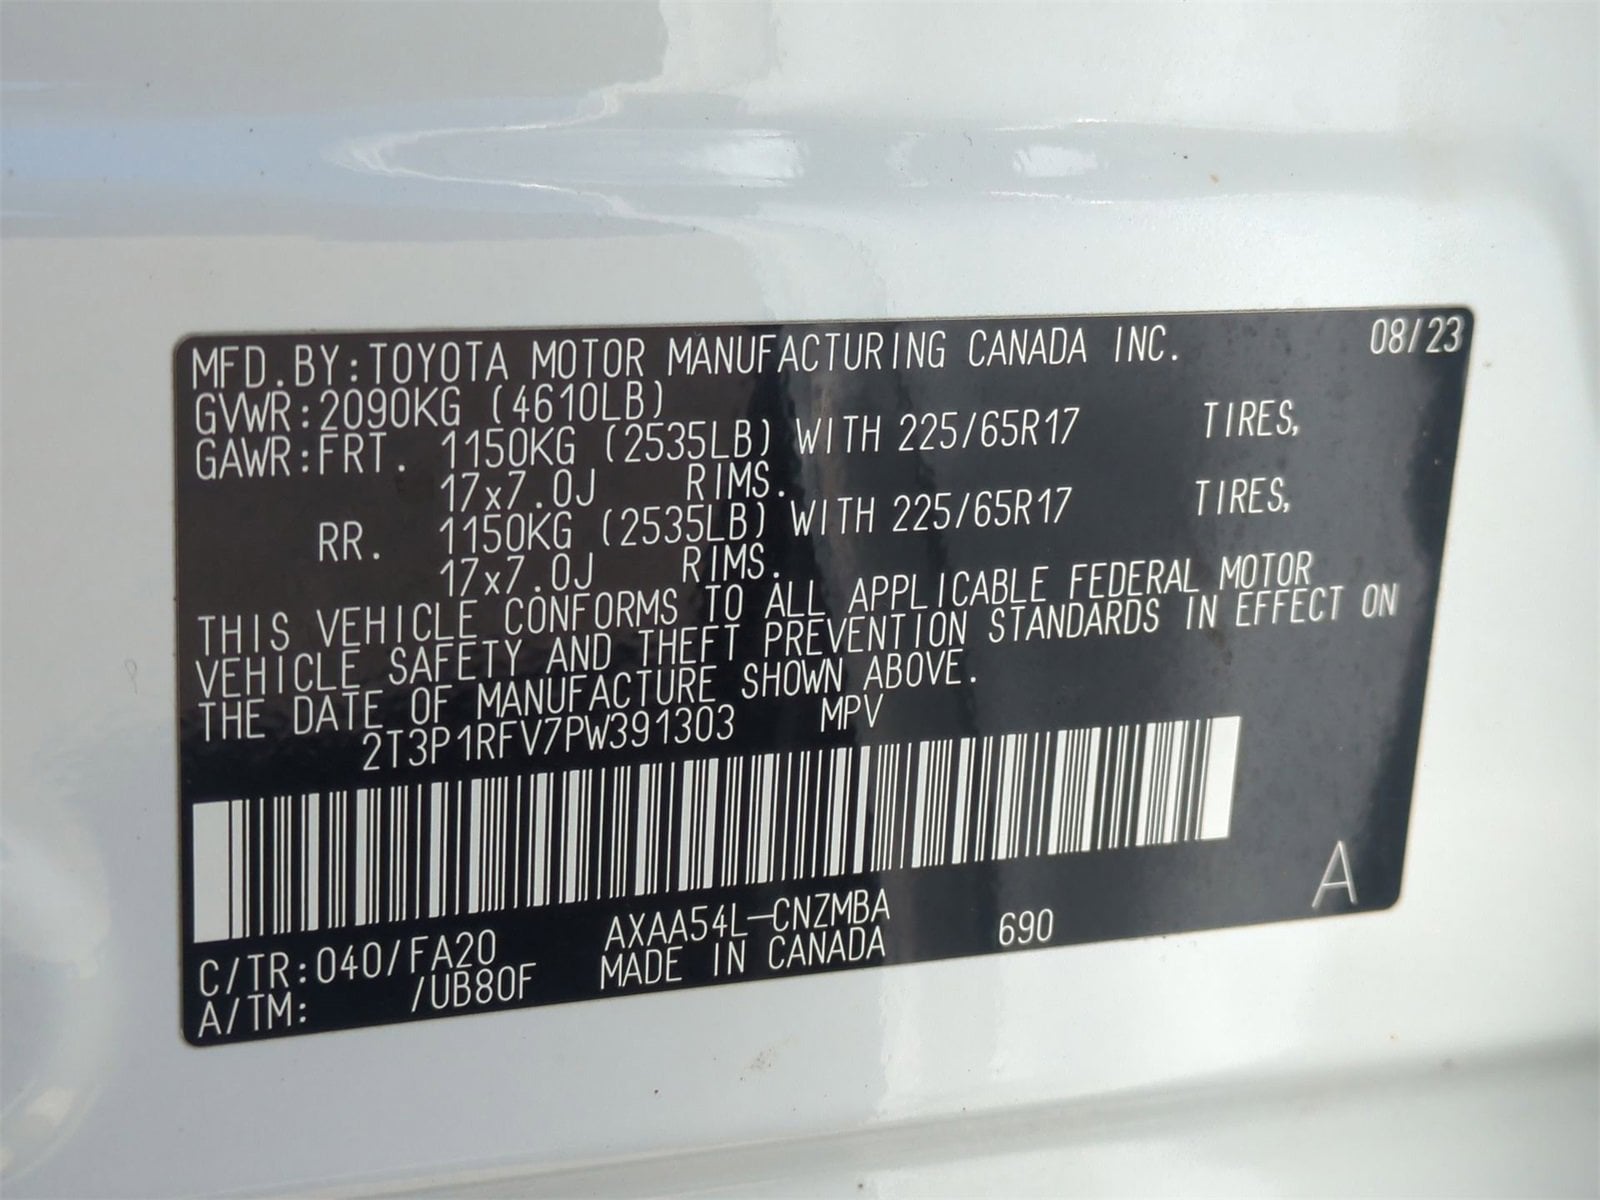 MFD.BY:TOYOTA MOTOR MANUFACTURING CANADA INC. 08/23
GVWR:2090KG (4610LB)
GAWR:FRT. 1150KG (2535LB) WITH 225/65R17 TIRES,
17x7.0J RIMS.
RR. 1150KG (2535LB) WITH 225/65R17 TIRES,
17x7.0J RIMS.
THIS VEHICLE CONFORMS TO ALL APPLICABLE FEDERAL MOTOR
VEHICLE SAFETY AND THEFT PREVENTION STANDARDS IN EFFECT ON
THE DATE OF MANUFACTURE SHOWN ABOVE.
2T3P1RFV7PW391303 MPV
C/TR:040/FA20 AXAA54L-CNZMBA 690 A
A/TM: /UB80F MADE IN CANADA